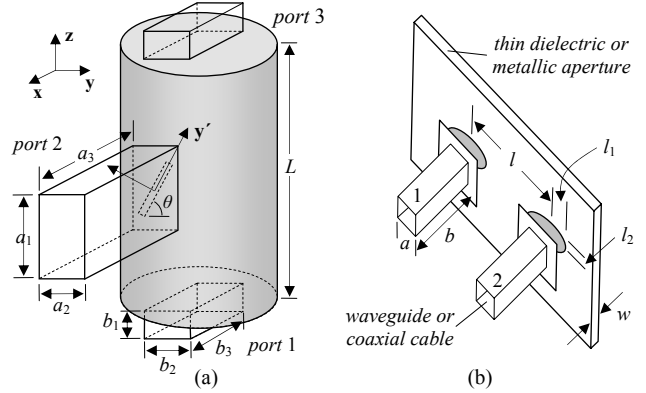 port 3
z
x
y
port 2
a3
y´
L
θ
a1
a2
b1
b2
b3
port 1
(a)
thin dielectric or
metallic aperture
l
l1
l2
1
a
b
2
w
waveguide or
coaxial cable
(b)